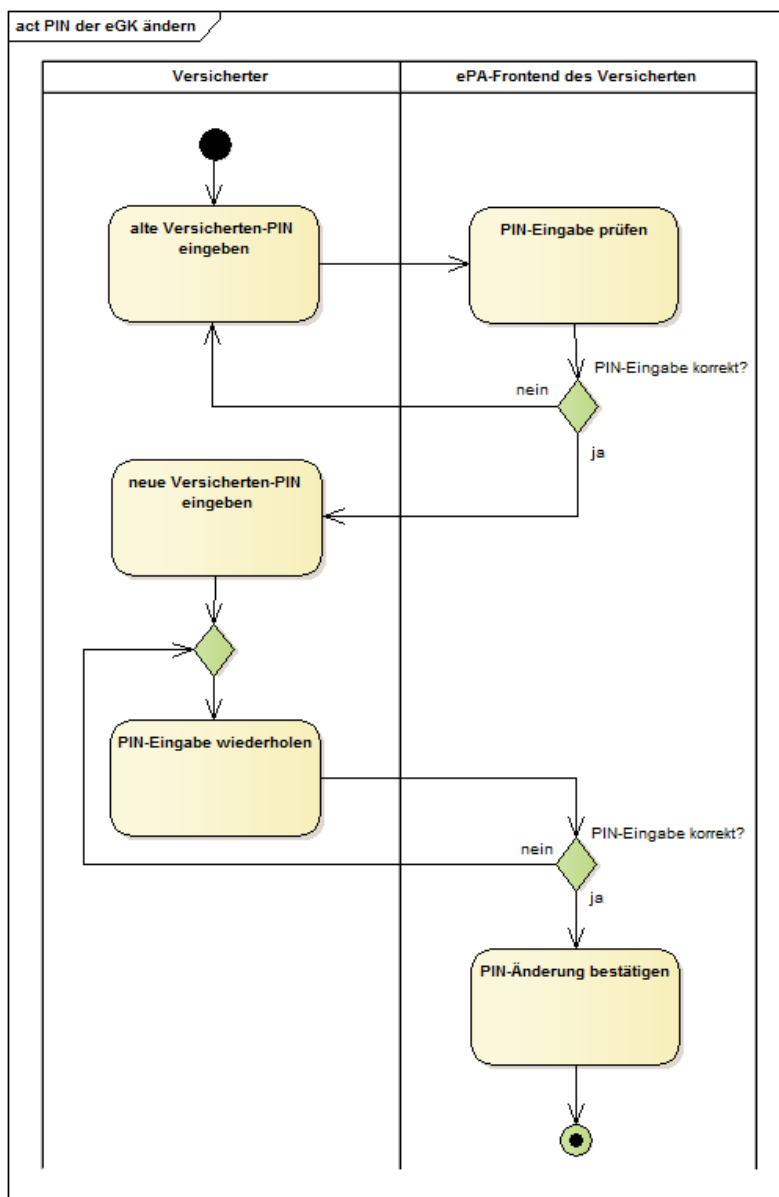 act PIN der eGK ändern
Versicherter
ePA-Frontend des Versicherten
alte Versicherten-PIN
eingeben
PIN-Eingabe prüfen
PIN-Eingabe korrekt?
nein
ja
neue Versicherten-PIN
eingeben
PIN-Eingabe wiederholen
PIN-Eingabe korrekt?
nein
ja
PIN-Änderung bestätigen